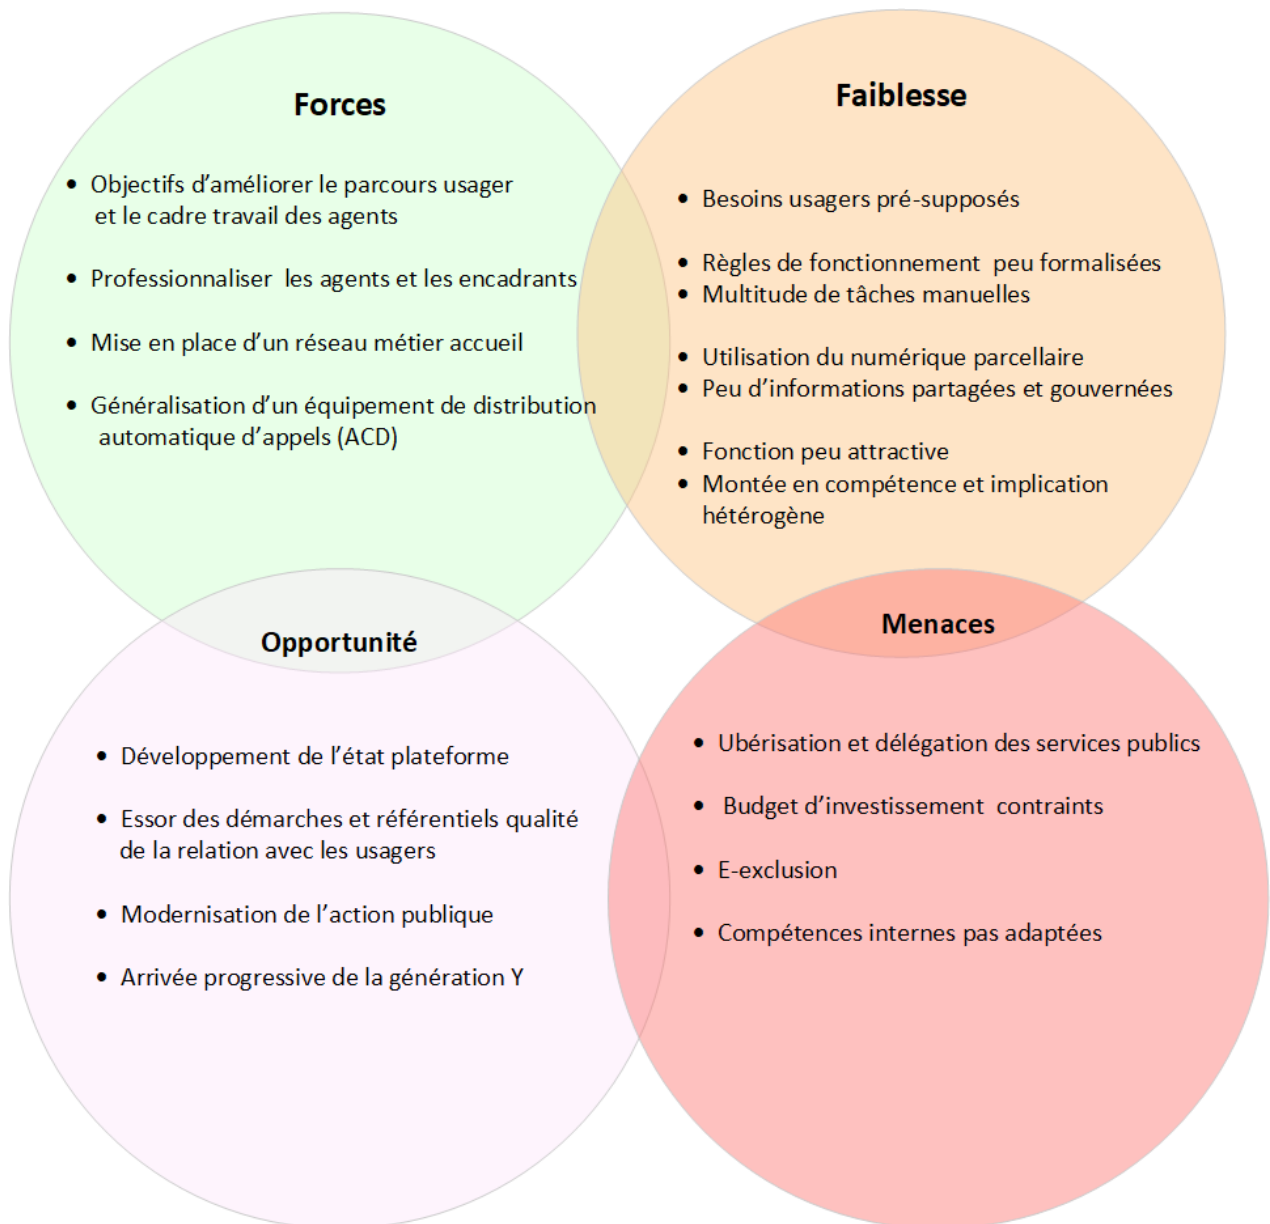 Forces
• Objectifs d’améliorer le parcours usager
et le cadre travail des agents
• Professionnaliser les agents et les encadrants
• Mise en place d’un réseau métier accueil
• Généralisation d’un équipement de distribution
automatique d’appels (ACD)
Faiblesse
• Besoins usagers pré-supposés
• Règles de fonctionnement peu formalisées
• Multitude de tâches manuelles
• Utilisation du numérique parcellaire
• Peu d’informations partagées et gouvernées
• Fonction peu attractive
• Montée en compétence et implication
hétérogène
Opportunité
• Développement de l’état plateforme
• Essor des démarches et référentiels qualité
de la relation avec les usagers
• Modernisation de l’action publique
• Arrivée progressive de la génération Y
Menaces
• Ubérisation et délégation des services publics
• Budget d’investissement contraints
• E-exclusion
• Compétences internes pas adaptées